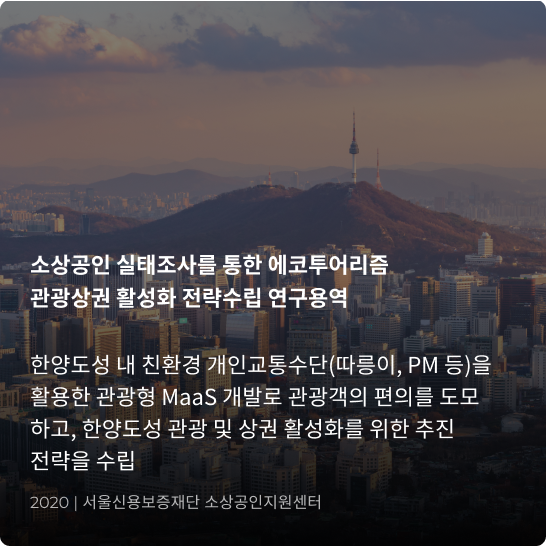 소상공인 실태조사를 통한 에코투어리즘
관광상권 활성화 전략수립 연구용역
한양도성 내 친환경 개인교통수단(따릉이, PM 등)을
활용한 관광형 MaaS 개발로 관광객의 편의를 도모
하고, 한양도성 관광 및 상권 활성화를 위한 추진
전략을 수립
2020 | 서울신용보증재단 소상공인지원센터